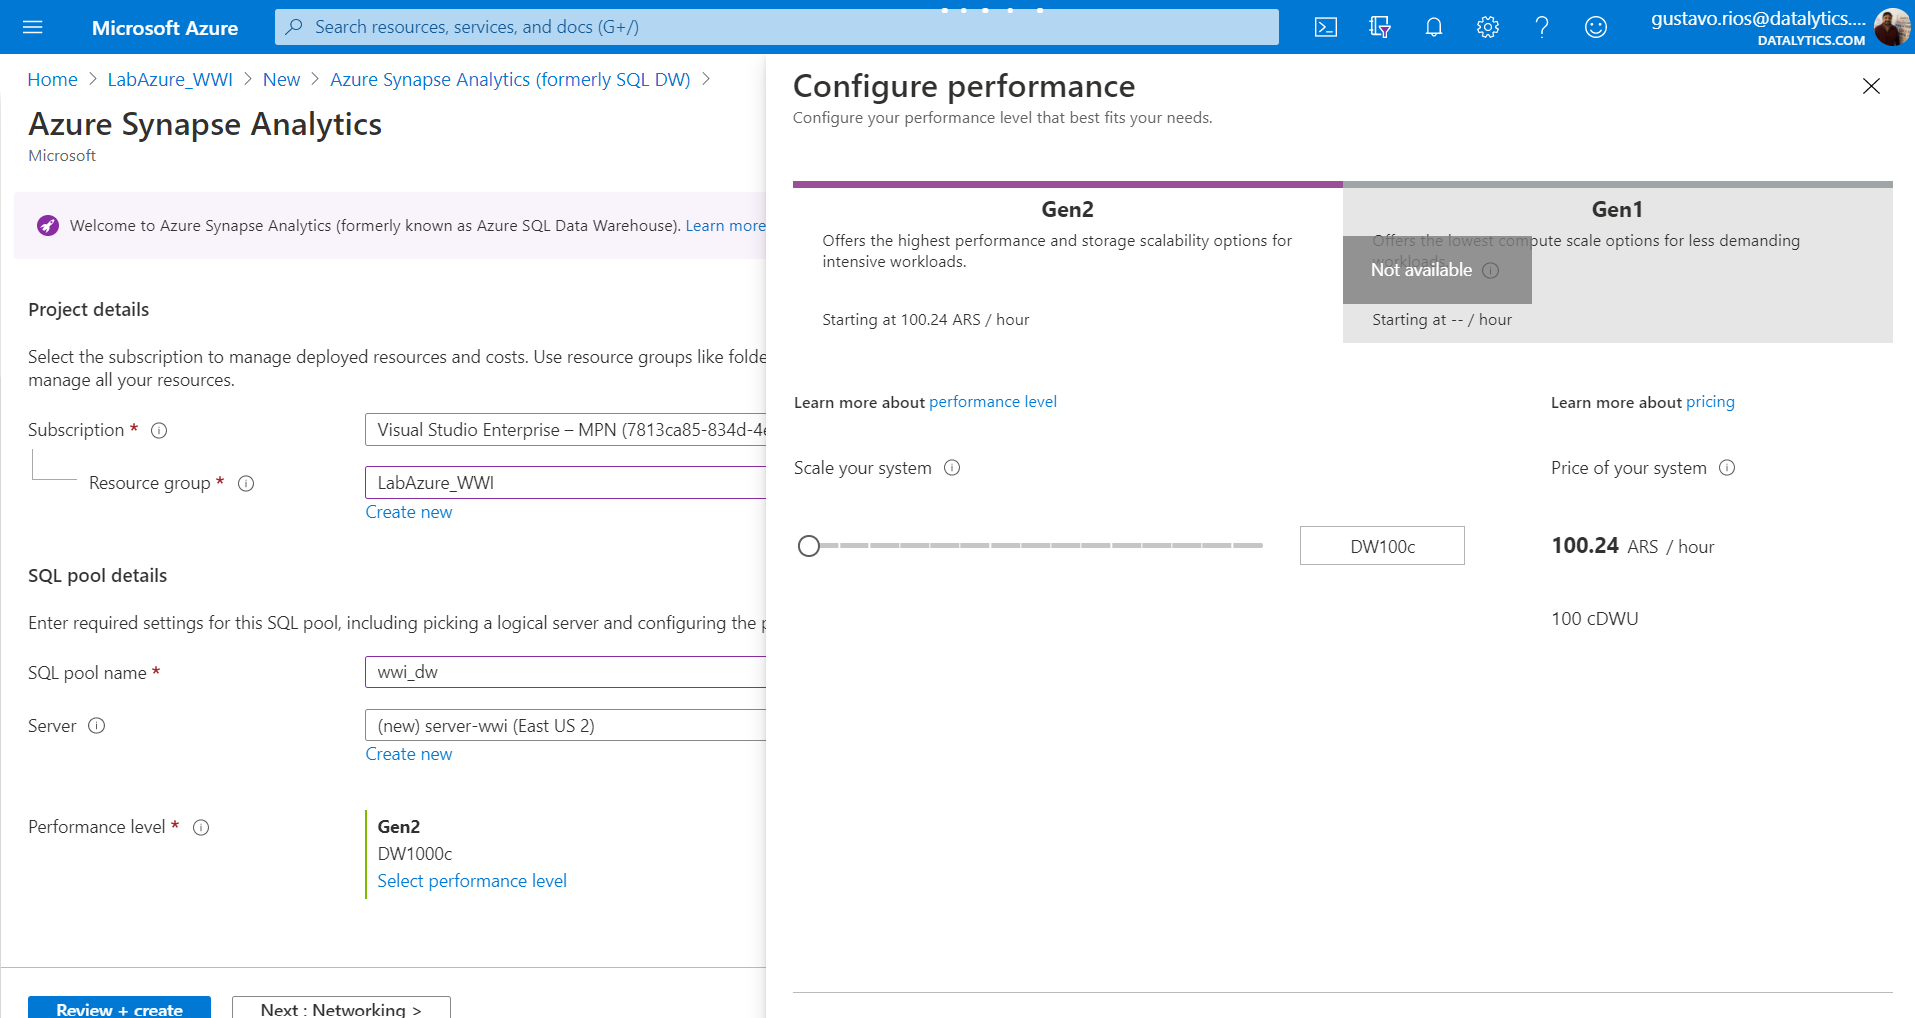 Microsoft Azure
Search resources, services, and docs (G+/)
gustavo.rios@datalytics....
DATALYTICS.COM
Home > LabAzure_WWI > New > Azure Synapse Analytics (formerly SQL DW) >
Azure Synapse Analytics
Microsoft
Welcome to Azure Synapse Analytics (formerly known as Azure SQL Data Warehouse). Learn more
Project details
Select the subscription to manage deployed resources and costs. Use resource groups like folde
manage all your resources.
Subscription *
Visual Studio Enterprise – MPN (7813ca85-834d-4e
Resource group *
LabAzure_WWI
Create new
SQL pool details
Enter required settings for this SQL pool, including picking a logical server and configuring the p
SQL pool name *
wwi_dw
Server
(new) server-wwi (East US 2)
Create new
Performance level *
Gen2
DW1000c
Select performance level
Review + create
Next : Networking >
Configure performance
Configure your performance level that best fits your needs.
Gen2
Offers the highest performance and storage scalability options for
intensive workloads.
Starting at 100.24 ARS / hour
Gen1
Offers the lowest compute scale options for less demanding
workloads.
Not available
Starting at -- / hour
Learn more about performance level
Learn more about pricing
Scale your system
Price of your system
DW100c
100.24 ARS / hour
100 cDWU